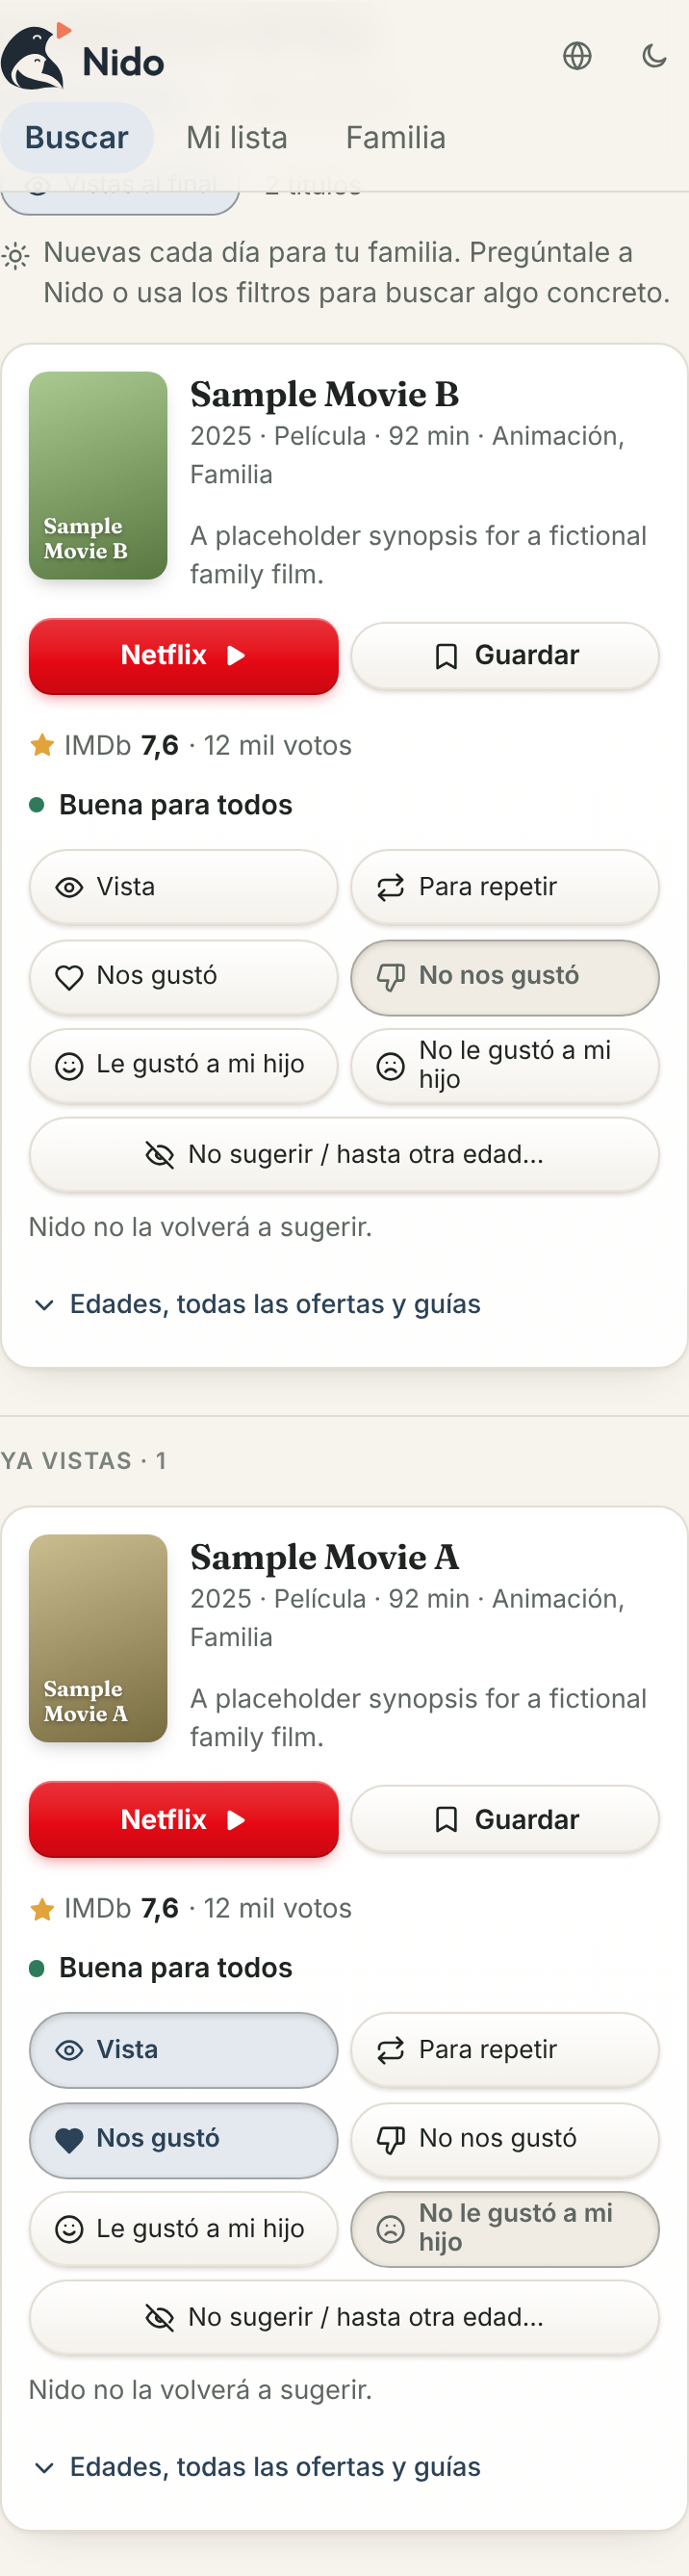 Nido
Buscar
Mi lista
Familia
Vistas al final
2 títulos
Nuevas cada día para tu familia. Pregúntale a
Nido o usa los filtros para buscar algo concreto.
Sample
Movie B
Sample Movie B
2025 · Película · 92 min · Animación,
Familia
A placeholder synopsis for a fictional
family film.
Netflix
Guardar
IMDb 7,6 · 12 mil votos
Buena para todos
Vista
Para repetir
Nos gustó
No nos gustó
Le gustó a mi hijo
No le gustó a mi
hijo
No sugerir / hasta otra edad...
Nido no la volverá a sugerir.
Edades, todas las ofertas y guías
YA VISTAS · 1
Sample
Movie A
Sample Movie A
2025 · Película · 92 min · Animación,
Familia
A placeholder synopsis for a fictional
family film.
Netflix
Guardar
IMDb 7,6 · 12 mil votos
Buena para todos
Vista
Para repetir
Nos gustó
No nos gustó
Le gustó a mi hijo
No le gustó a mi
hijo
No sugerir / hasta otra edad...
Nido no la volverá a sugerir.
Edades, todas las ofertas y guías